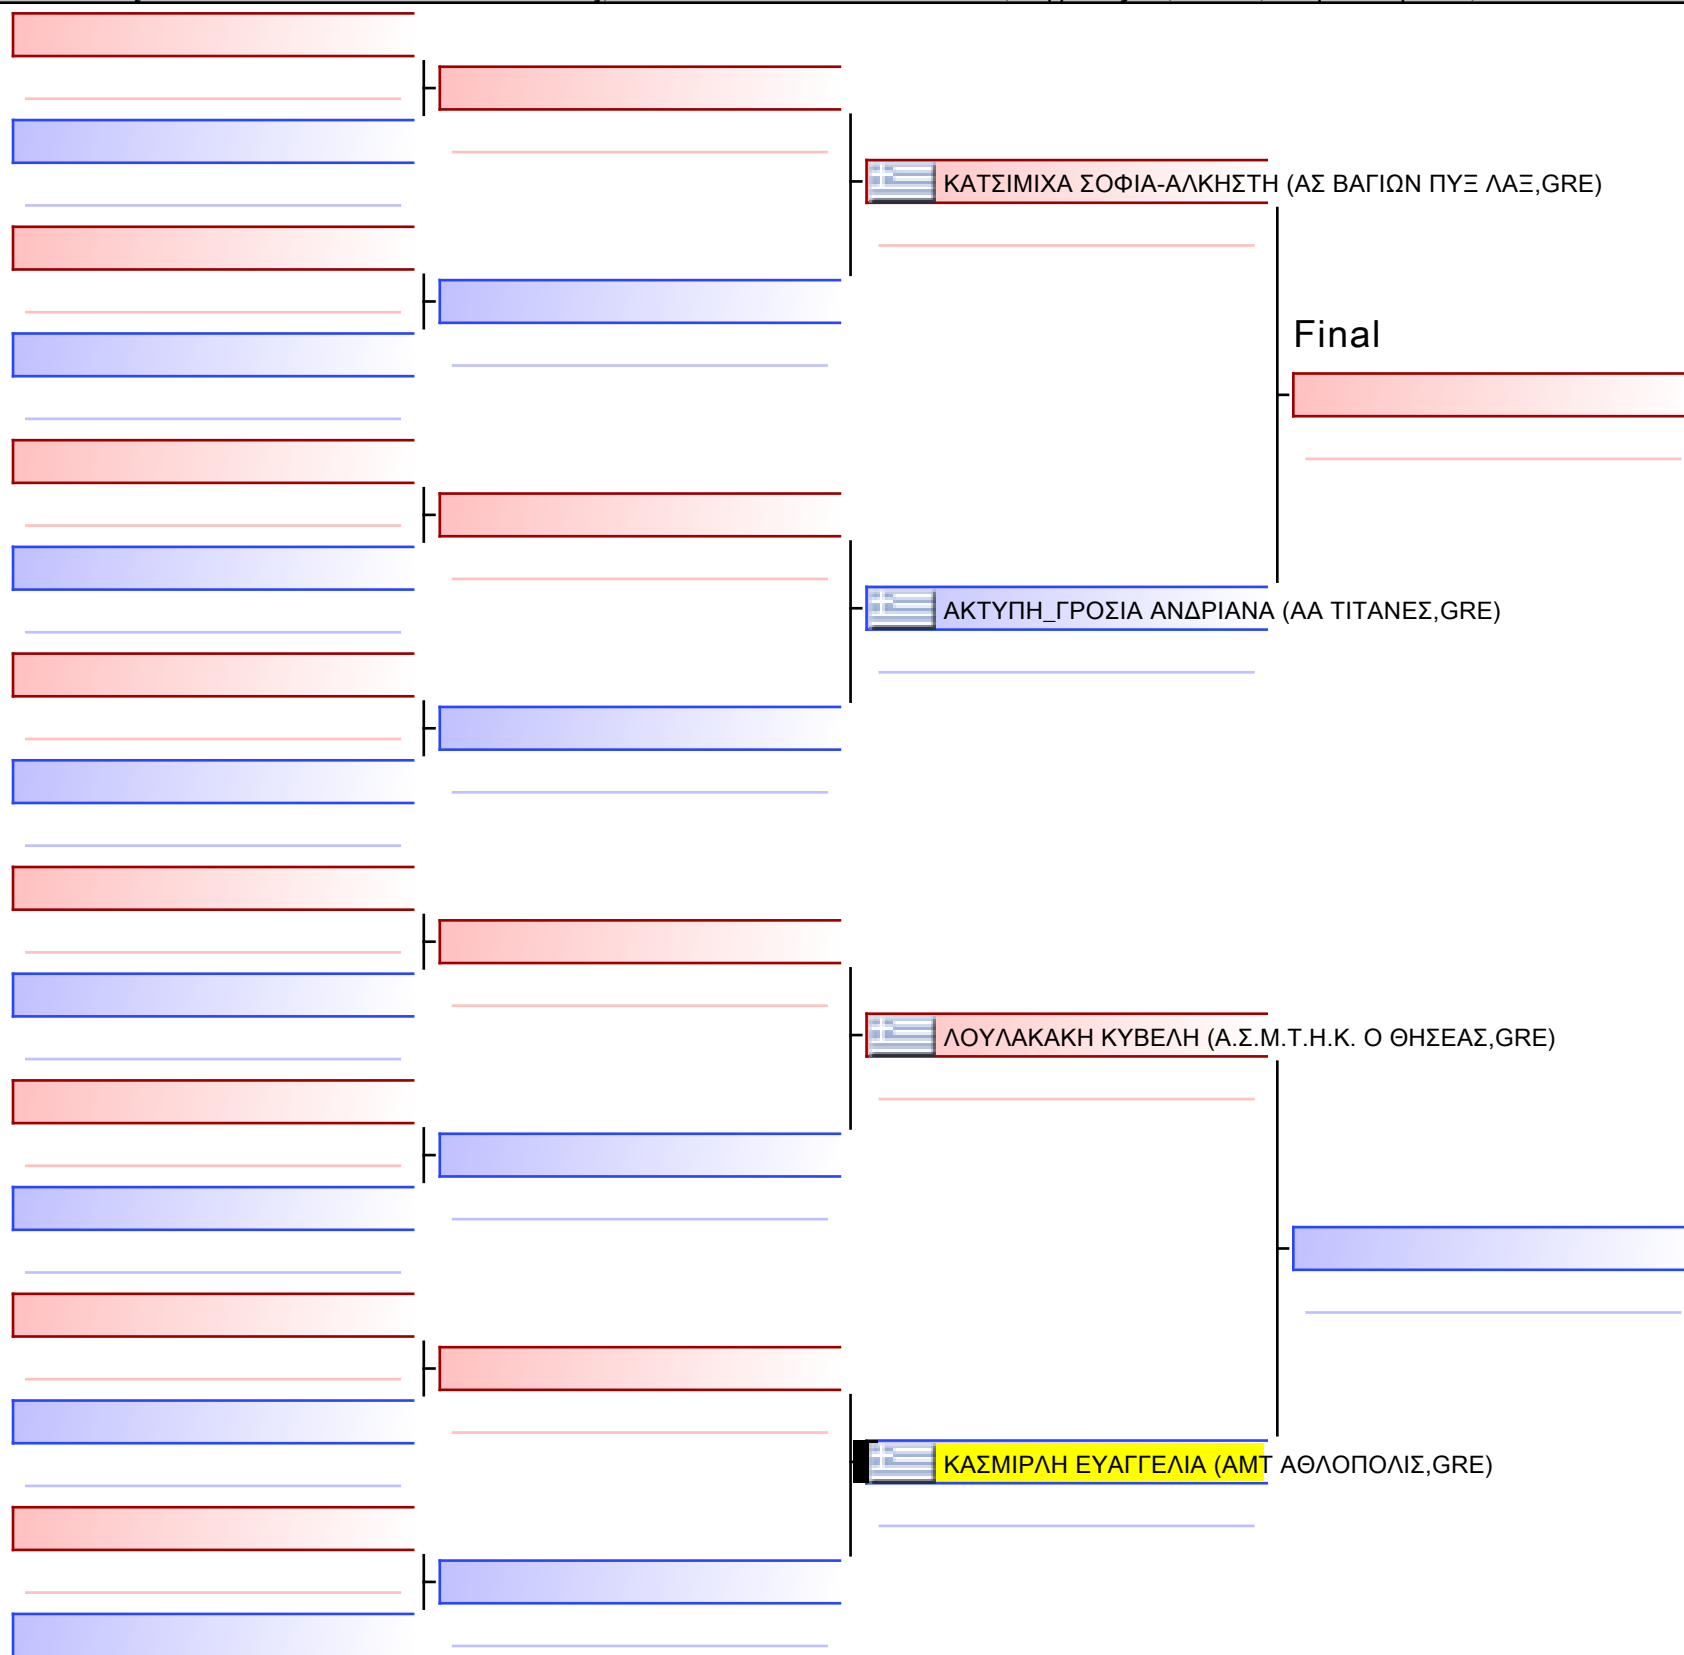 ΚΑΤΣΙΜΙΧΑ ΣΟΦΙΑ-ΑΛΚΗΣΤΗ (ΑΣ ΒΑΓΙΩΝ ΠΥΞ ΛΑΞ,GRE)
Final
ΑΚΤΥΠΗ_ΓΡΟΣΙΑ ΑΝΔΡΙΑΝΑ (ΑΑ ΤΙΤΑΝΕΣ,GRE)
ΛΟΥΛΑΚΑΚΗ ΚΥΒΕΛΗ (Α.Σ.Μ.Τ.Η.Κ. Ο ΘΗΣΕΑΣ,GRE)
ΚΑΣΜΙΡΛΗ ΕΥΑΓΓΕΛΙΑ (ΑΜΤ ΑΘΛΟΠΟΛΙΣ,GRE)